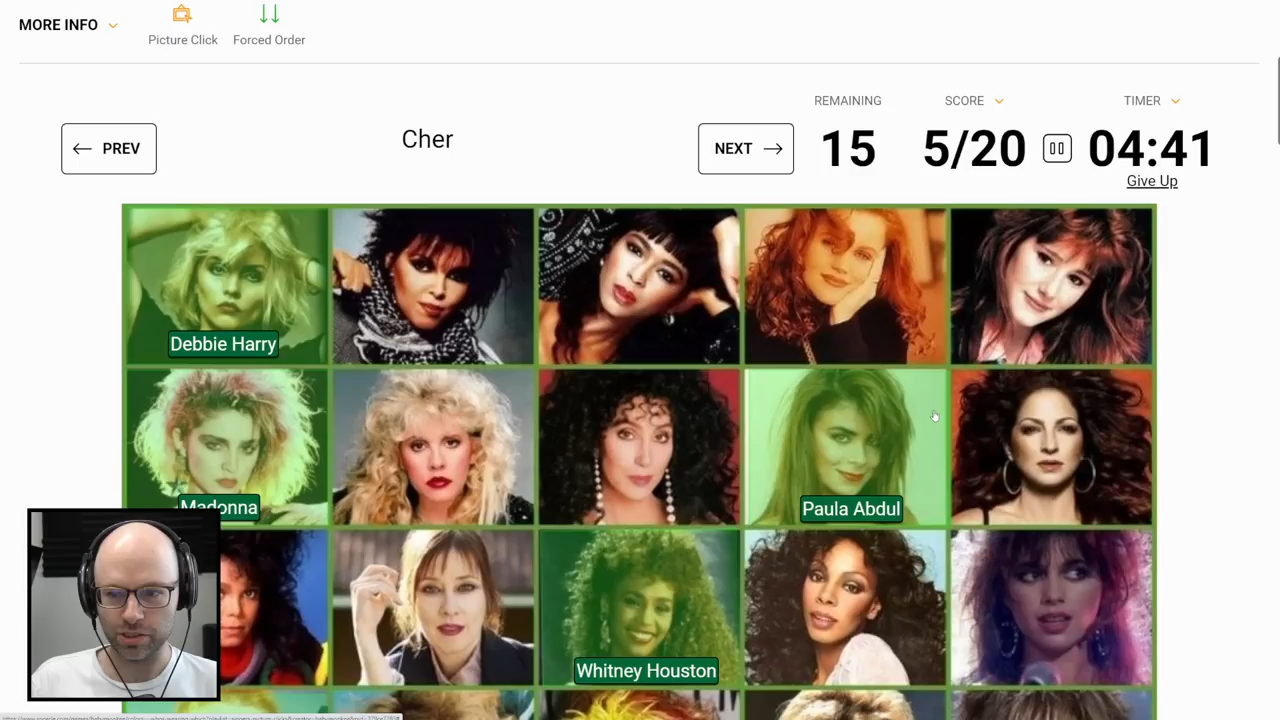 MORE INFO
Picture Click
Forced Order
REMAINING
SCORE
TIMER
PREV
Cher
NEXT
15
5/20
04:41
Give Up
Debbie Harry
Madonna
Paula Abdul
Whitney Houston